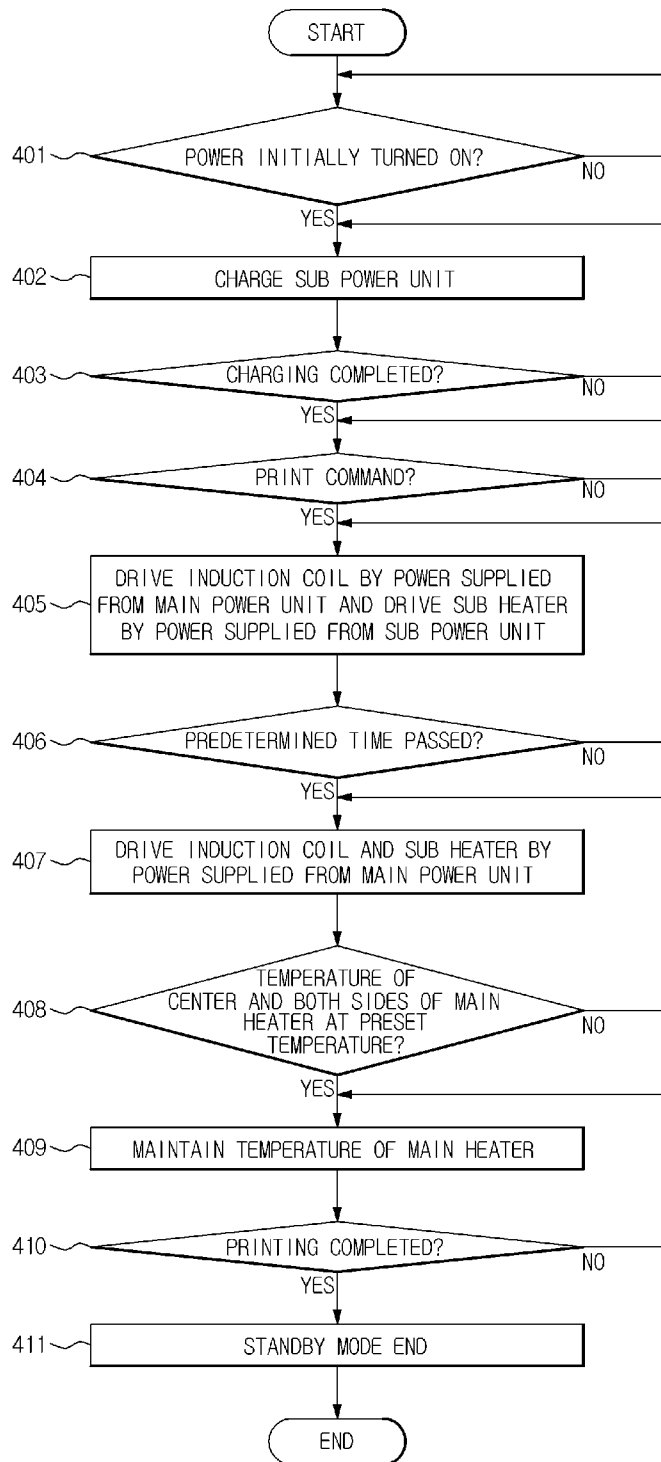 START
401
POWER INITIALLY TURNED ON?
NO
YES
402
CHARGE SUB POWER UNIT
403
CHARGING COMPLETED?
NO
YES
404
PRINT COMMAND?
NO
YES
405
DRIVE INDUCTION COIL BY POWER SUPPLIED
FROM MAIN POWER UNIT AND DRIVE SUB HEATER
BY POWER SUPPLIED FROM SUB POWER UNIT
406
PREDETERMINED TIME PASSED?
NO
YES
407
DRIVE INDUCTION COIL AND SUB HEATER BY
POWER SUPPLIED FROM MAIN POWER UNIT
408
TEMPERATURE OF
CENTER AND BOTH SIDES OF MAIN
HEATER AT PRESET
TEMPERATURE?
NO
YES
409
MAINTAIN TEMPERATURE OF MAIN HEATER
410
PRINTING COMPLETED?
NO
YES
411
STANDBY MODE END
END